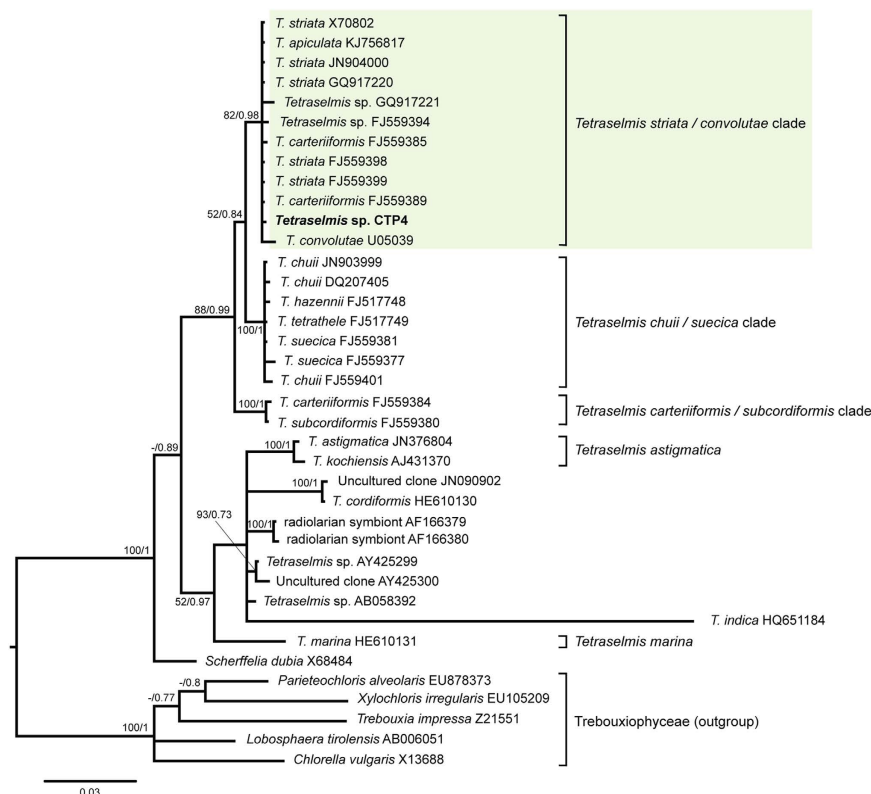 T. striata X70802
T. apiculata KJ756817
T. striata JN904000
T. striata GQ917220
Tetraselmis sp. GQ917221
82/0.98
Tetraselmis sp. FJ559394
Tetraselmis striata / convolutae clade
T. carteriiformis FJ559385
T. striata FJ559398
T. striata FJ559399
T. carteriiformis FJ559389
52/0.84
Tetraselmis sp. CTP4
T. convolutae U05039
T. chuii JN903999
T. chuii DQ207405
T. hazennii FJ517748
88/0.99
T. tetrathele FJ517749
Tetraselmis chuii / suecica clade
100/1
T. suecica FJ559381
T. suecica FJ559377
T. chuii FJ559401
T. carteriiformis FJ559384
100/1
Tetraselmis carteriiformis / subcordiformis clade
T. subcordiformis FJ559380
T. astigmatica JN376804
-/0.89
100/1
Tetraselmis astigmatica
T. kochiensis AJ431370
Uncultured clone JN090902
100/1
T. cordiformis HE610130
93/0.73
radiolarian symbiont AF166379
100/1
radiolarian symbiont AF166380
100/1
Tetraselmis sp. AY425299
Uncultured clone AY425300
52/0.97
Tetraselmis sp. AB058392
T. indica HQ651184
T. marina HE610131
Tetraselmis marina
Scherffelia dubia X68484
-/0.8
Parieteochloris alveolaris EU878373
-/0.77
Xylochloris irregularis EU105209
Trebouxia impressa Z21551
Trebouxiophyceae (outgroup)
100/1
Lobosphaera tirolensis AB006051
Chlorella vulgaris X13688
0.03